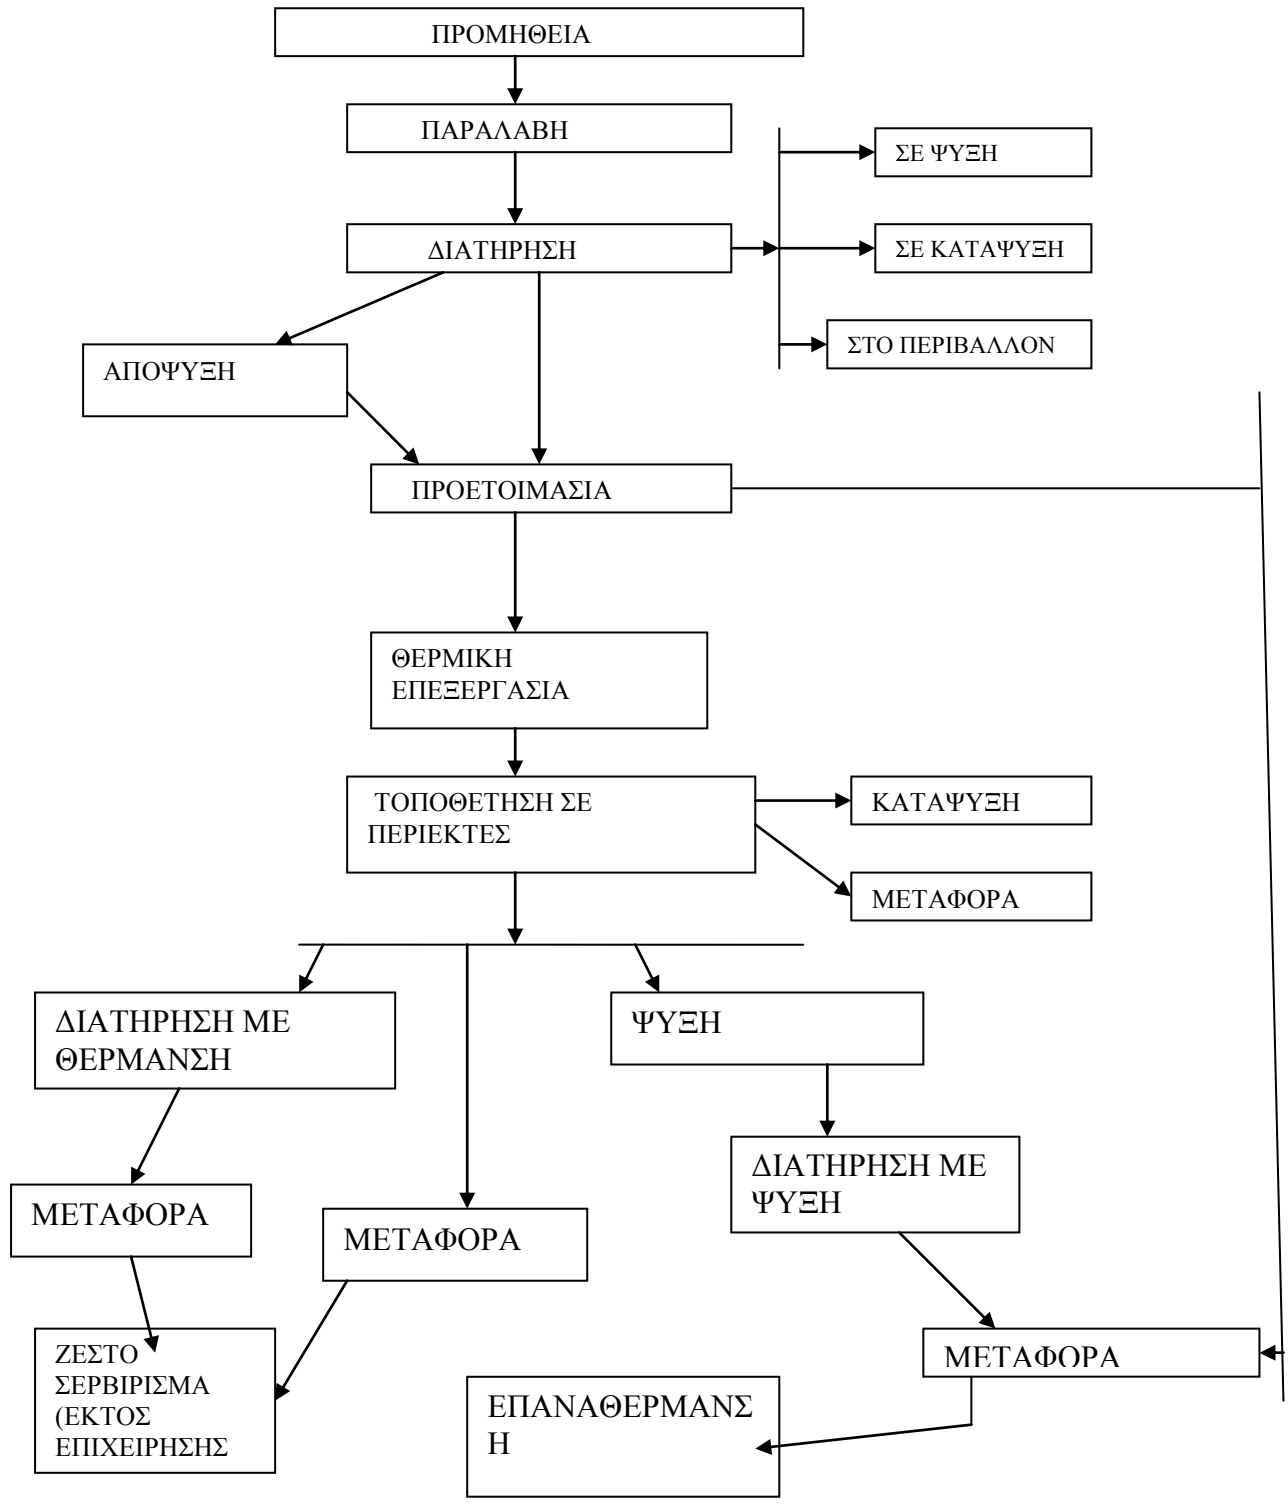 ΠΡΟΜΗΘΕΙΑ
ΠΑΡΑΛΑΒΗ
ΣΕ ΨΥΞΗ
ΔΙΑΤΗΡΗΣΗ
ΣΕ ΚΑΤΑΨΥΞΗ
ΣΤΟ ΠΕΡΙΒΑΛΛΟΝ
ΑΠΟΨΥΞΗ
ΠΡΟΕΤΟΙΜΑΣΙΑ
ΘΕΡΜΙΚΗ
ΕΠΕΞΕΡΓΑΣΙΑ
ΤΟΠΟΘΕΤΗΣΗ ΣΕ
ΠΕΡΙΕΚΤΕΣ
ΚΑΤΑΨΥΞΗ
ΜΕΤΑΦΟΡΑ
ΔΙΑΤΗΡΗΣΗ ΜΕ
ΘΕΡΜΑΝΣΗ
ΨΥΞΗ
ΔΙΑΤΗΡΗΣΗ ΜΕ
ΨΥΞΗ
ΜΕΤΑΦΟΡΑ
ΜΕΤΑΦΟΡΑ
ΜΕΤΑΦΟΡΑ
ΖΕΣΤΟ
ΣΕΡΒΙΡΙΣΜΑ
(ΕΚΤΟΣ
ΕΠΙΧΕΙΡΗΣΗΣ
ΕΠΑΝΑΘΕΡΜΑΝΣ
Η